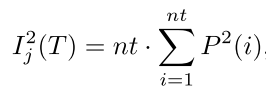 I_j^2(T) = nt · \sum_{i=1}^{nt} P^2(i).